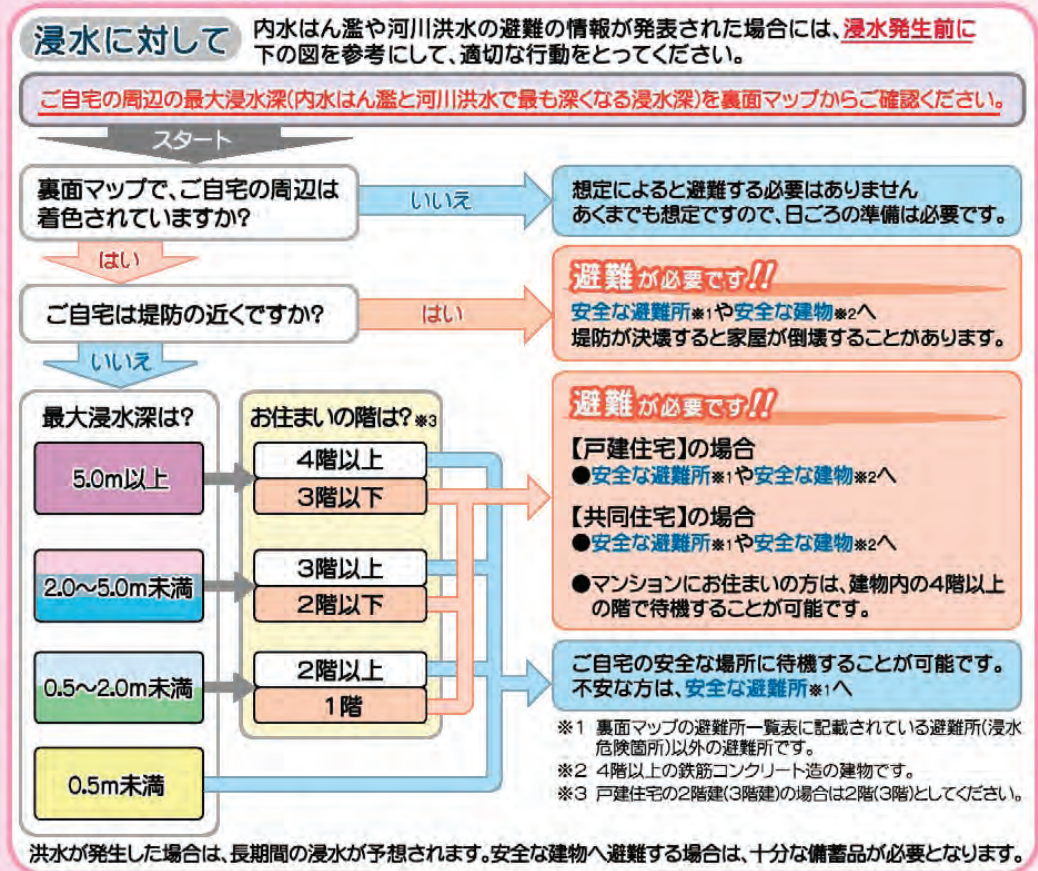 浸水に対して
内水はん濫や河川洪水の避難の情報が発表された場合には、浸水発生前に
下の図を参考にして、適切な行動をとってください。
ご自宅の周辺の最大浸水深(内水はん濫と河川洪水で最も深くなる浸水深)を裏面マップからご確認ください。
スタート
裏面マップで、ご自宅の周辺は
着色されていますか?
いいえ
想定によると避難する必要はありません
あくまでも想定ですので、日ごろの準備は必要です。
はい
ご自宅は堤防の近くですか?
はい
避難が必要です!!
安全な避難所※1や安全な建物※2へ
堤防が決壊すると家屋が倒壊することがあります。
いいえ
最大浸水深は?
お住まいの階は?※3
5.0m以上
4階以上
3階以下
2.0〜5.0m未満
3階以上
2階以下
0.5〜2.0m未満
2階以上
1階
0.5m未満
避難が必要です!!
【戸建住宅】の場合
●安全な避難所※1や安全な建物※2へ
【共同住宅】の場合
●安全な避難所※1や安全な建物※2へ
●マンションにお住まいの方は、建物内の4階以上
の階で待機することが可能です。
ご自宅の安全な場所に待機することが可能です。
不安な方は、安全な避難所※1へ
※1 裏面マップの避難所一覧表に記載されている避難所(浸水
危険箇所)以外の避難所です。
※2 4階以上の鉄筋コンクリート造の建物です。
※3 戸建住宅の2階建(3階建)の場合は2階(3階)としてください。
洪水が発生した場合は、長期間の浸水が予想されます。安全な建物へ避難する場合は、十分な備蓄品が必要となります。